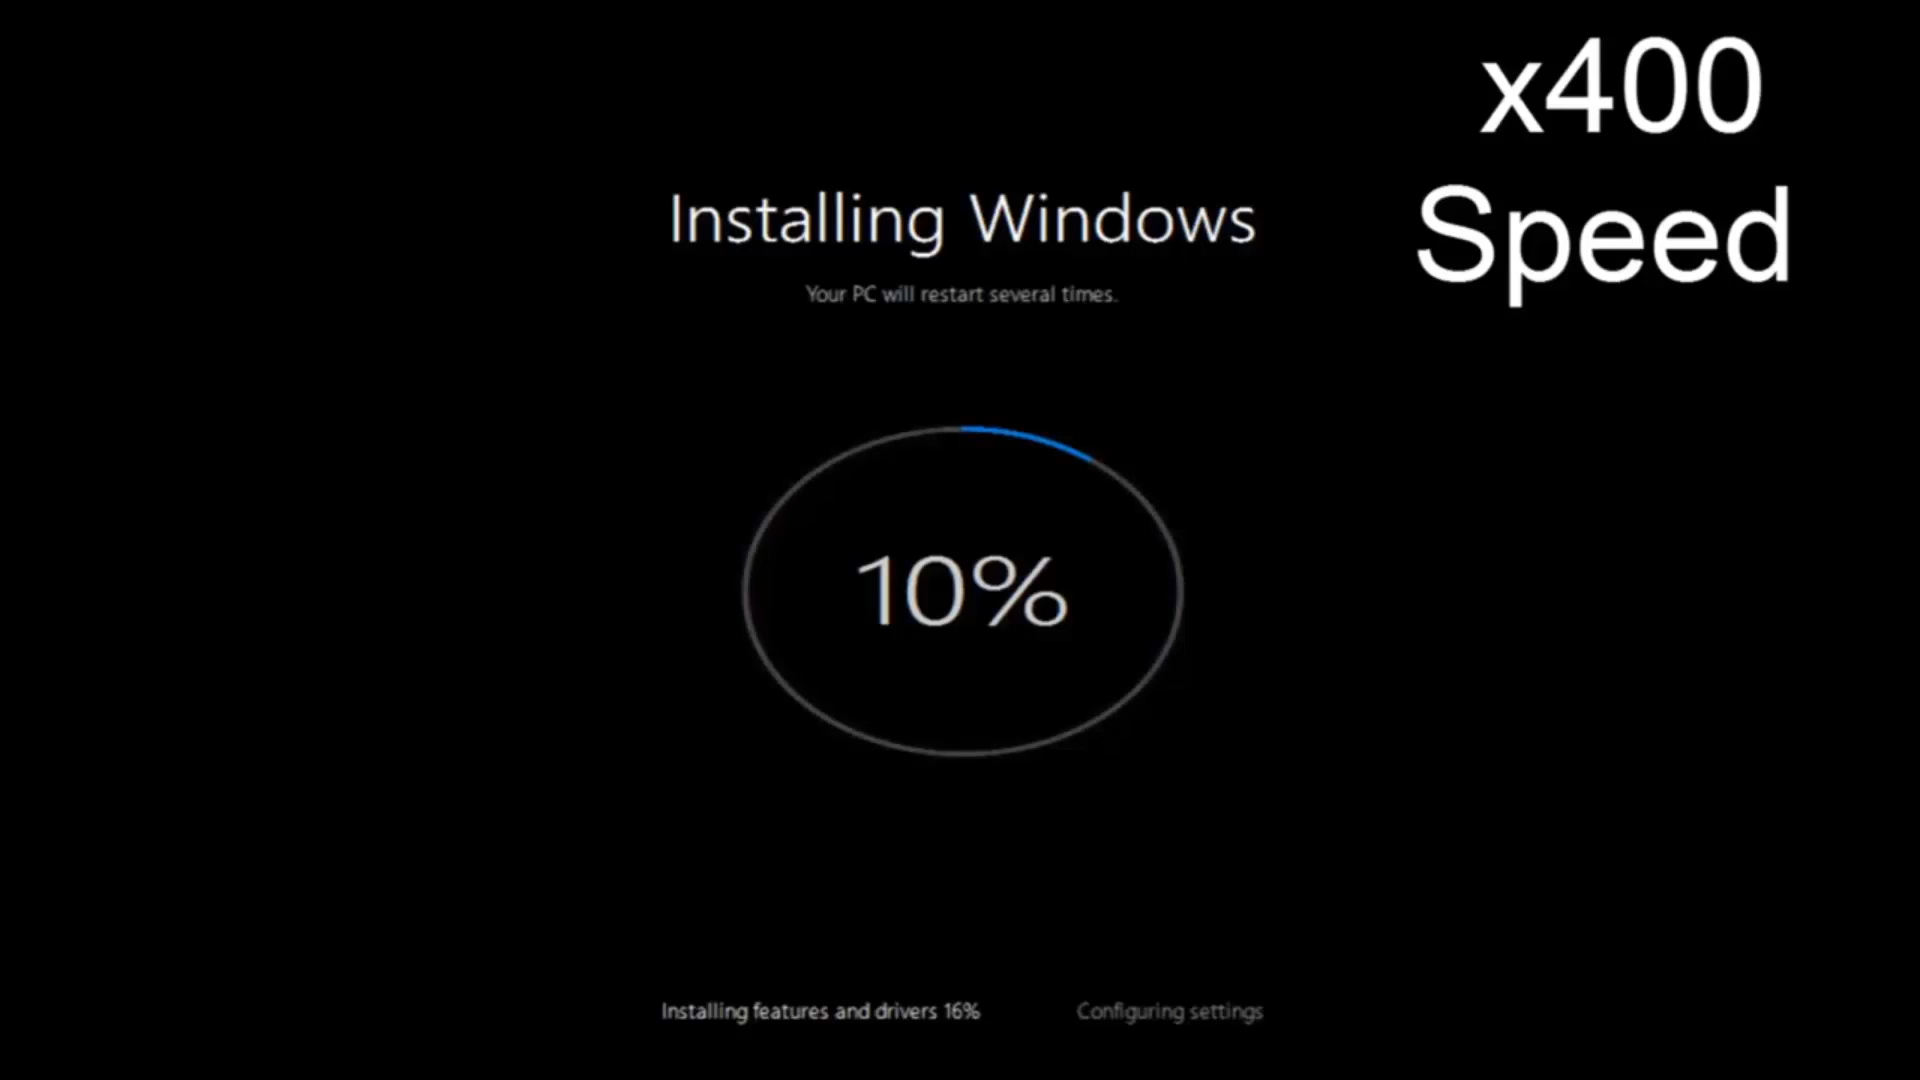 x400
Speed
Installing Windows
Your PC will restart several times.
10%
Installing features and drivers 16%
Configuring settings